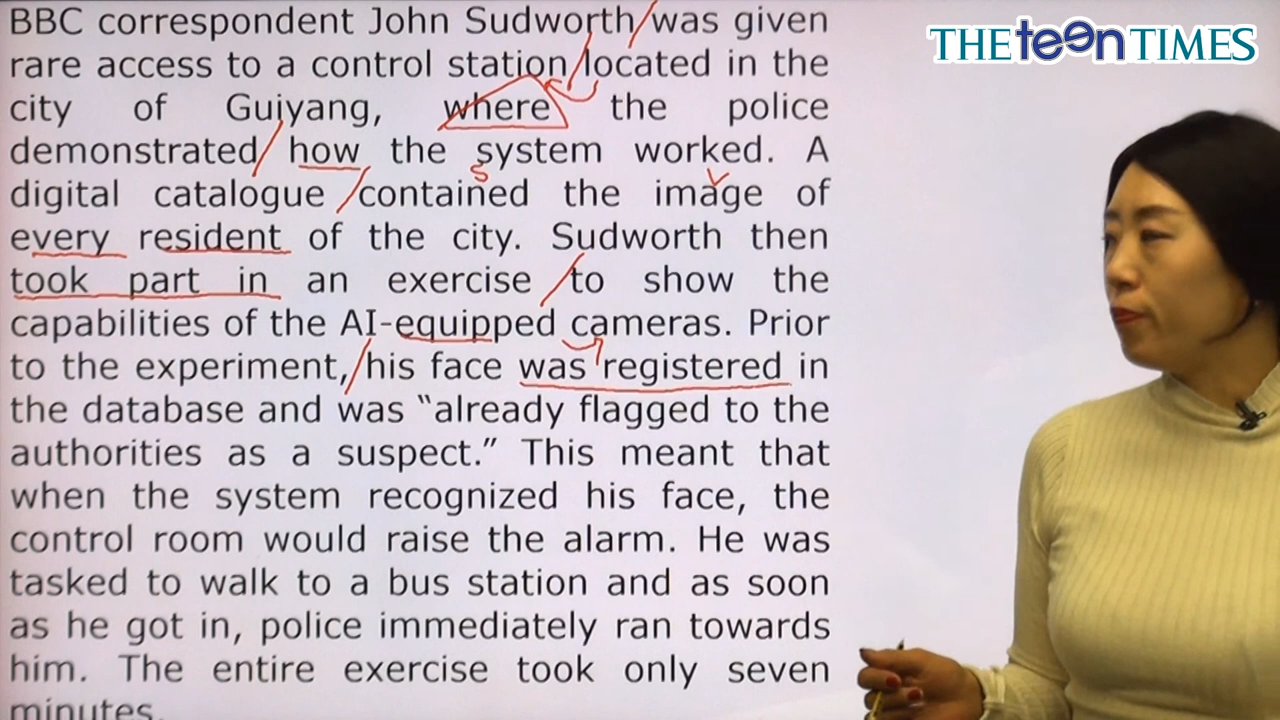 BBC correspondent John Sudworth was given
rare access to a control station located in the
city of Guiyang, where the police
demonstrated how the system worked. A
digital catalogue contained the image of
every resident of the city. Sudworth then
took part in an exercise to show the
capabilities of the AI-equipped cameras. Prior
to the experiment, his face was registered in
the database and was “already flagged to the
authorities as a suspect.” This meant that
when the system recognized his face, the
control room would raise the alarm. He was
tasked to walk to a bus station and as soon
as he got in, police immediately ran towards
him. The entire exercise took only seven
minutes.
THE teen TIMES
s
v